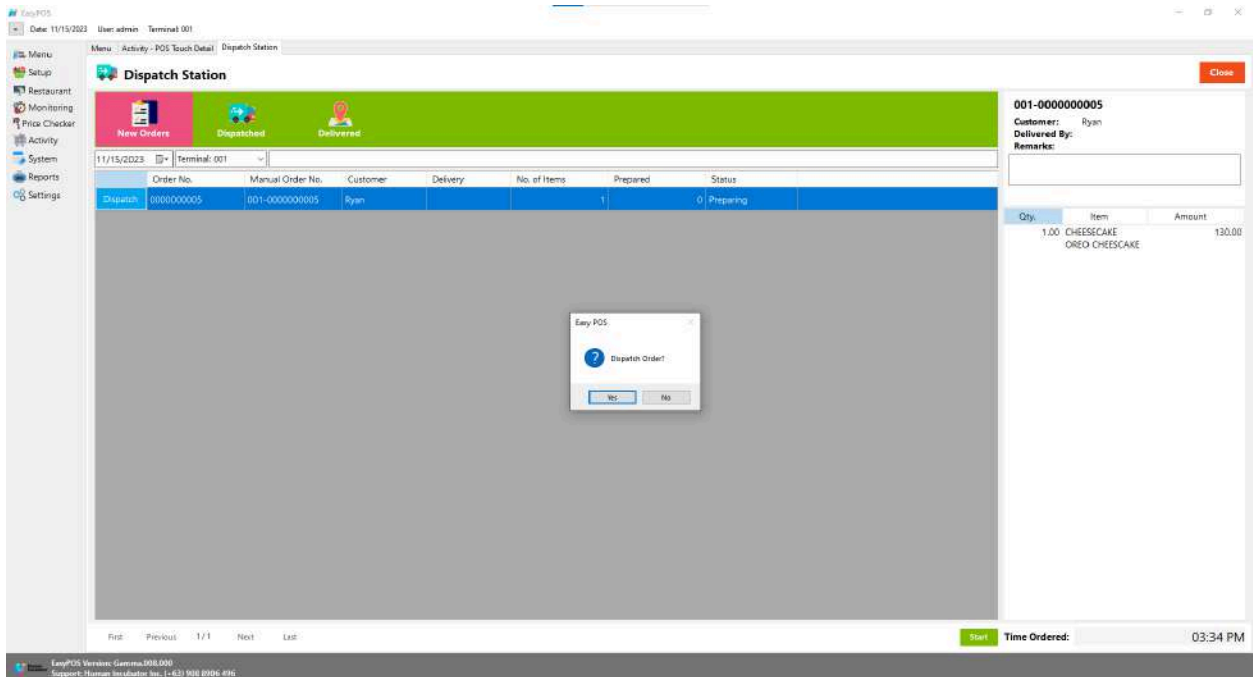 EasyPOS
Date: 11/15/2023 User: admin Terminal: 001
Menu
Setup
Restaurant
Monitoring
Price Checker
Activity
System
Reports
Settings
Menu Activity - POS Touch Detail Dispatch Station
Dispatch Station
Close
New Orders Dispatched Delivered
11/15/2023 Terminal: 001
Order No. Manual Order No. Customer Delivery No. of Items Prepared Status
Dispatch 0000000005 001-0000000005 Ryan 1 0 Preparing
001-0000000005
Customer: Ryan
Delivered By:
Remarks:
Qty. Item Amount
1.00 CHEESECAKE 130.00
OREO CHEESCAKE
Easy POS
Dispatch Order?
Yes No
First Previous 1 / 1 Next Last
Start
Time Ordered: 03:34 PM
EasyPOS Version: Gamma.008.000
Support: Human Incubator Inc. (+63) 908 8906 496